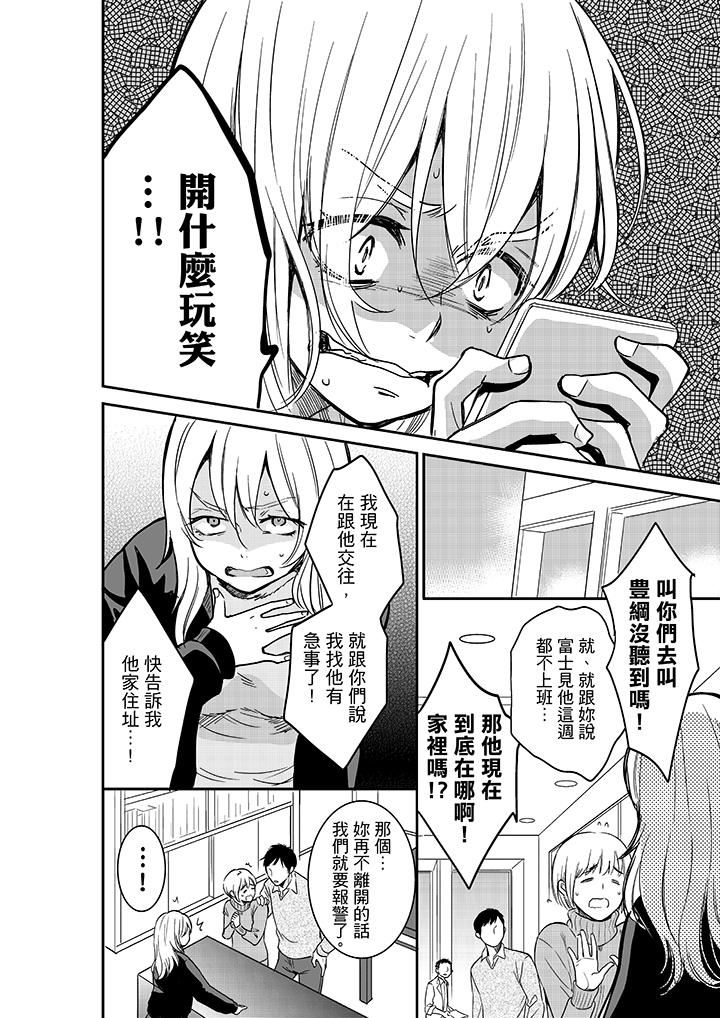 開什麼玩笑
…!!
叫你們去叫
豊綱沒聽到嗎！
就、就跟妳說
富士見他這週
都不上班…
那他現在
到底在哪啊！
家裡嗎!?
我現在
在跟他交往，
就跟你們說
我找他有
急事了！
快告訴我
他家住址…！
那個…
妳再不離開的話
我們就要報警了。
…！